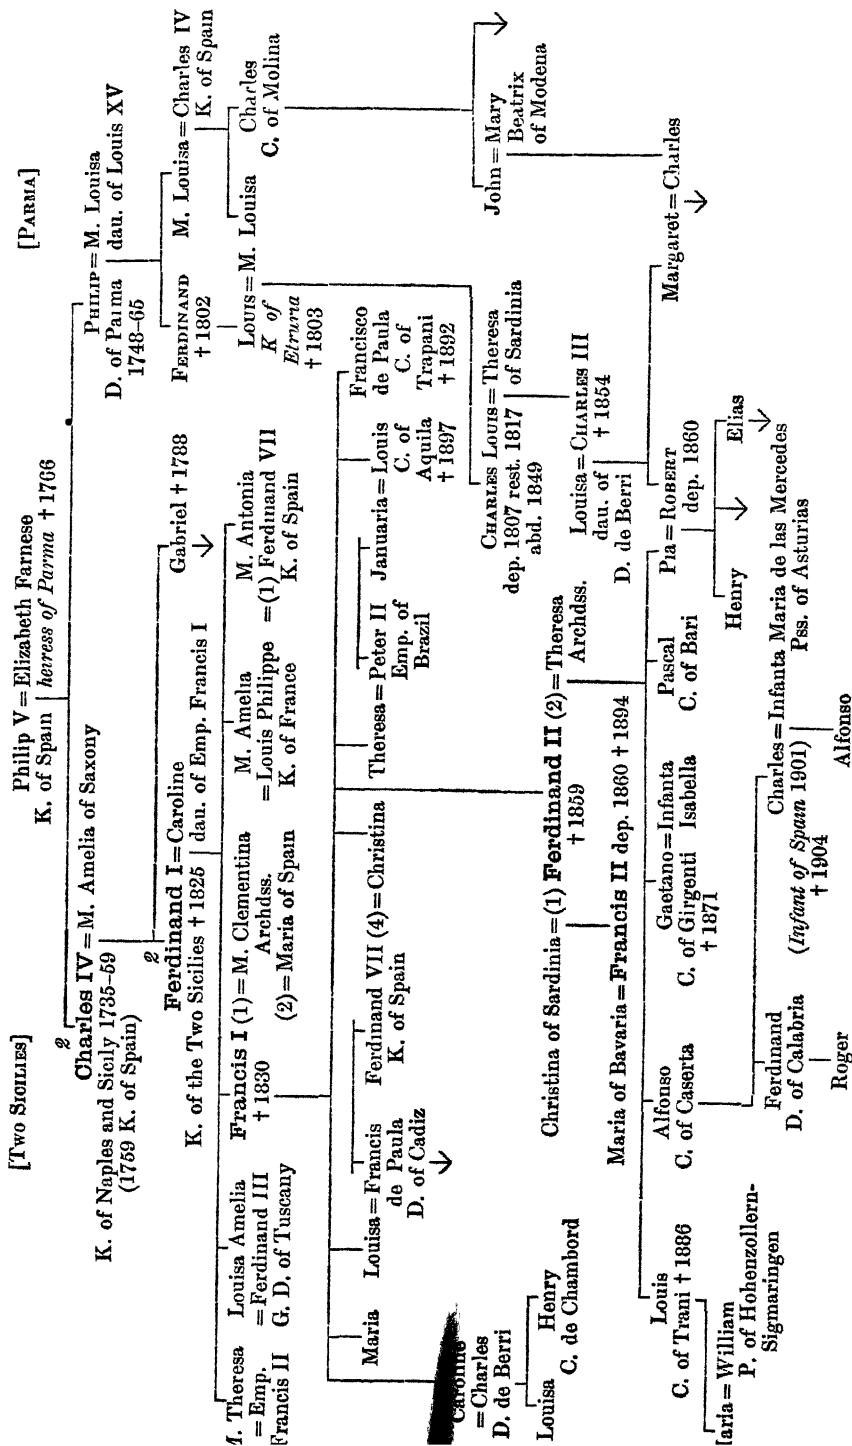 [Two Sicilies]
[Parma]
Philip V = Elizabeth Farnese
K. of Spain heiress of Parma † 1766
2
Charles IV = M. Amelia of Saxony
K. of Naples and Sicily 1735–59
(1759 K. of Spain)
Philip = M. Louisa
D. of Parma dau. of Louis XV
1748–65
2
Ferdinand I = Caroline
K. of the Two Sicilies † 1825 dau. of Emp. Francis I
Gabriel † 1788
Ferdinand
† 1802
M. Louisa = Charles IV
K. of Spain
M. Theresa
= Emp.
Francis II
Louisa Amelia
= Ferdinand III
G. D. of Tuscany
Francis I (1) = M. Clementina
† 1830 Archdss.
(2) = Maria of Spain
M. Amelia
= Louis Philippe
K. of France
M. Antonia
= (1) Ferdinand VII
K. of Spain
Louis = M. Louisa
K of
Etruria
† 1803
Charles
C. of Molina
Maria
Louisa = Francis
de Paula
D. of Cadiz
Ferdinand VII (4) = Christina
K. of Spain
Theresa = Peter II
Emp. of
Brazil
Januaria = Louis
C. of
Aquila
† 1897
Francisco
de Paula
C. of
Trapani
† 1892
Caroline
= Charles
D. de Berri
Charles Louis = Theresa
dep. 1807 rest. 1817 of Sardinia
abd. 1849
John = Mary
Beatrix
of Modena
Louisa Henry
C. de Chambord
Christina of Sardinia = (1) Ferdinand II (2) = Theresa
† 1859 Archdss.
Louisa = Charles III
dau. of † 1854
D. de Berri
Maria of Bavaria = Francis II dep. 1860 † 1894
Louis
C. of Trani † 1886
Alfonso
C. of Caserta
Gaetano = Infanta
C. of Girgenti Isabella
† 1871
Pascal
C. of Bari
Pia = Robert
dep. 1860
Margaret = Charles
Henry
Elias
aria = William
P. of Hohenzollern-
Sigmaringen
Ferdinand
D. of Calabria
Charles = Infanta Maria de las Mercedes
(Infant of Spain 1901) Pss. of Asturias
† 1904
Roger
Alfonso